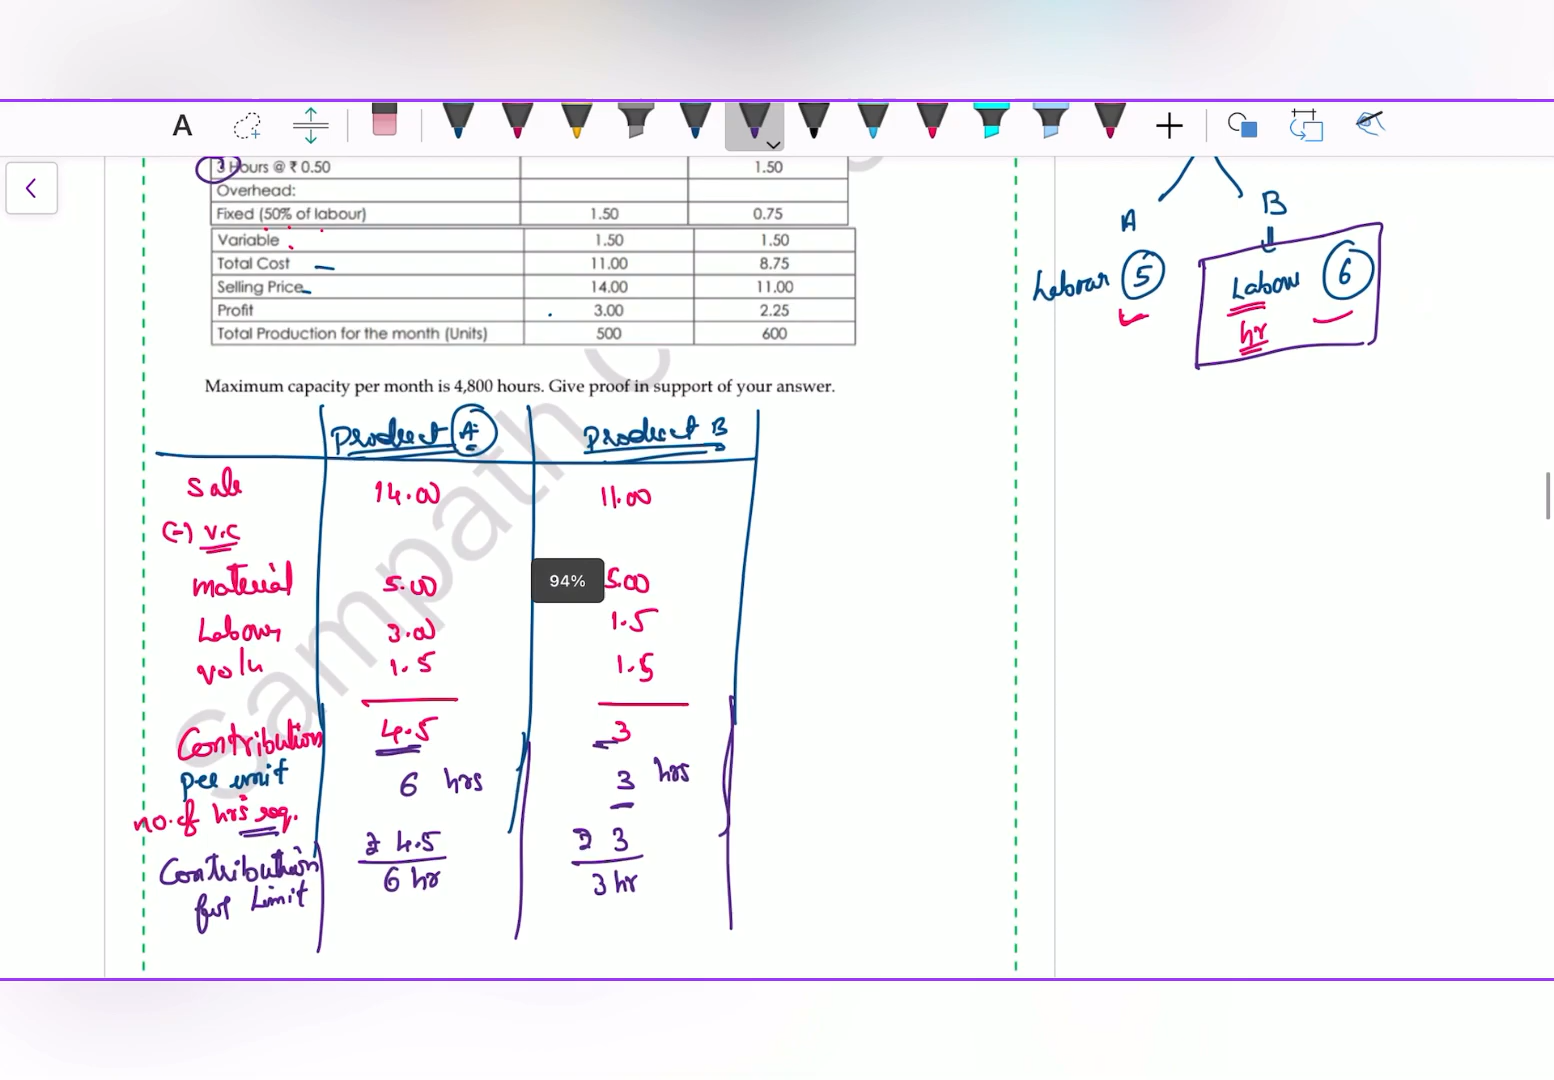 A
3 Hours @ ₹ 0.50 1.50
Overhead:
Fixed (50% of labour) 1.50 0.75
Variable 1.50 1.50
Total Cost 11.00 8.75
Selling Price 14.00 11.00
Profit 3.00 2.25
Total Production for the month (Units) 500 600
Maximum capacity per month is 4,800 hours. Give proof in support of your answer.
Product A Product B
Sale 14.00 11.00
(-) V.C
material 5.00 5.00
Labour 3.00 1.5
1.5 1.5
Contribution 4.5 3
per unit
6 hrs 3 hrs
no. of hrs req.
4.5 3
Contribution
6 hr 3 hr
Limit
94%
A B
5
Labour 6
hr
Sampath